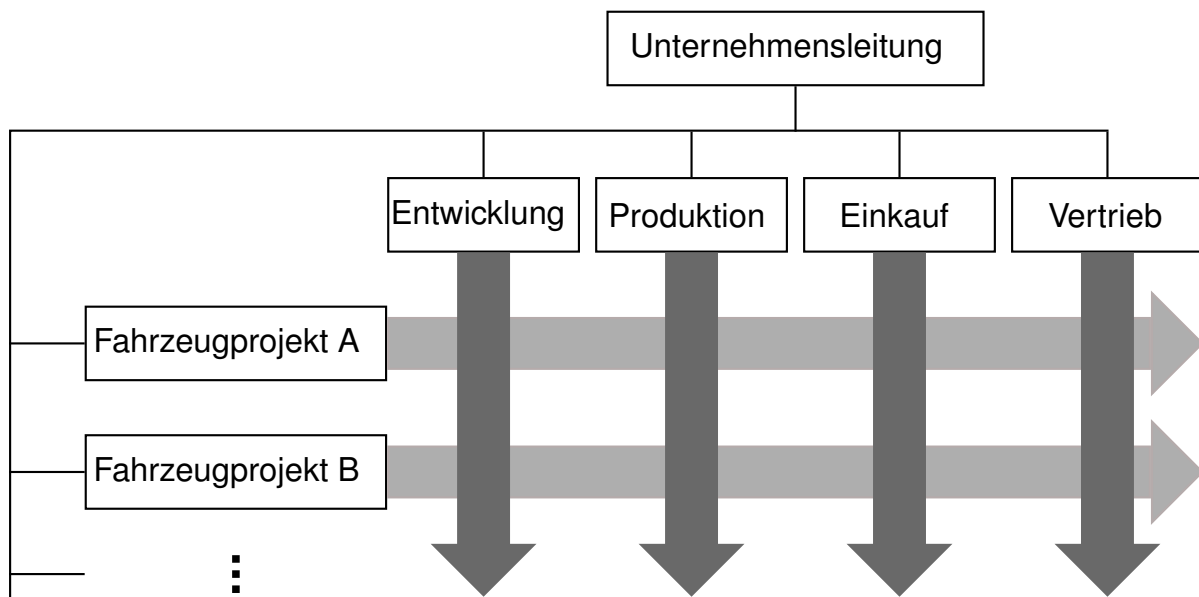 Unternehmensleitung
Entwicklung
Produktion
Einkauf
Vertrieb
Fahrzeugprojekt A
Fahrzeugprojekt B